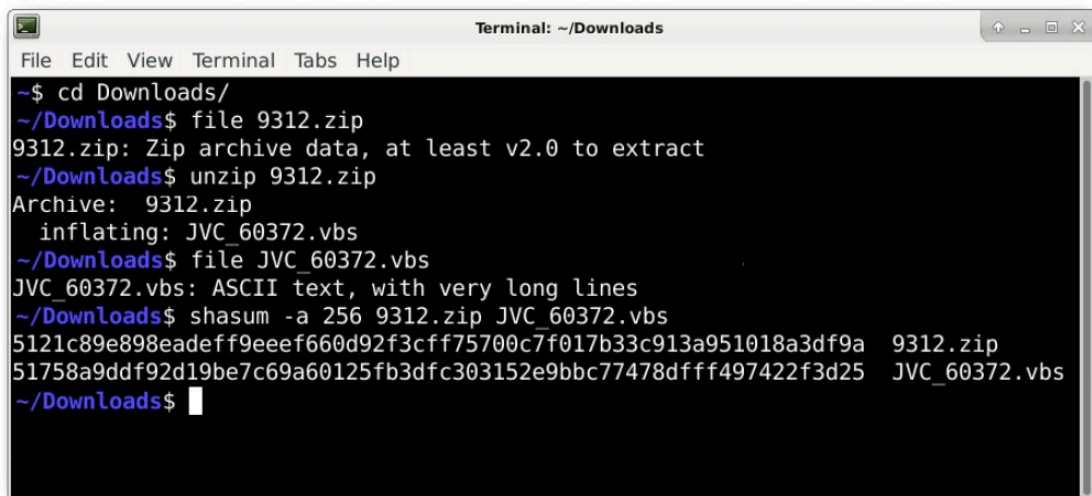 Terminal: ~/Downloads
File Edit View Terminal Tabs Help
~$ cd Downloads/
~/Downloads$ file 9312.zip
9312.zip: Zip archive data, at least v2.0 to extract
~/Downloads$ unzip 9312.zip
Archive:  9312.zip
  inflating: JVC_60372.vbs
~/Downloads$ file JVC_60372.vbs
JVC_60372.vbs: ASCII text, with very long lines
~/Downloads$ shasum -a 256 9312.zip JVC_60372.vbs
5121c89e898eadeff9eeef660d92f3cff75700c7f017b33c913a951018a3df9a  9312.zip
51758a9ddf92d19be7c69a60125fb3dfc303152e9bbc77478dfff497422f3d25  JVC_60372.vbs
~/Downloads$